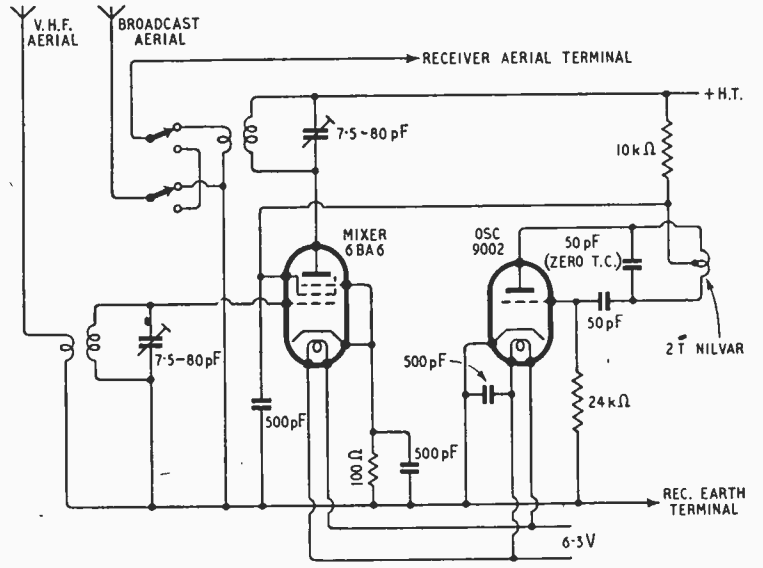 V.H.F. AERIAL
BROADCAST AERIAL
RECEIVER AERIAL TERMINAL
+ H.T.
7·5–80pF
10kΩ
MIXER
6BA6
OSC
9002
50pF
(ZERO T.C.)
7·5–80pF
50pF
2T NILVAR
500pF
500pF
24kΩ
100Ω
500pF
REC. EARTH
TERMINAL
6·3V